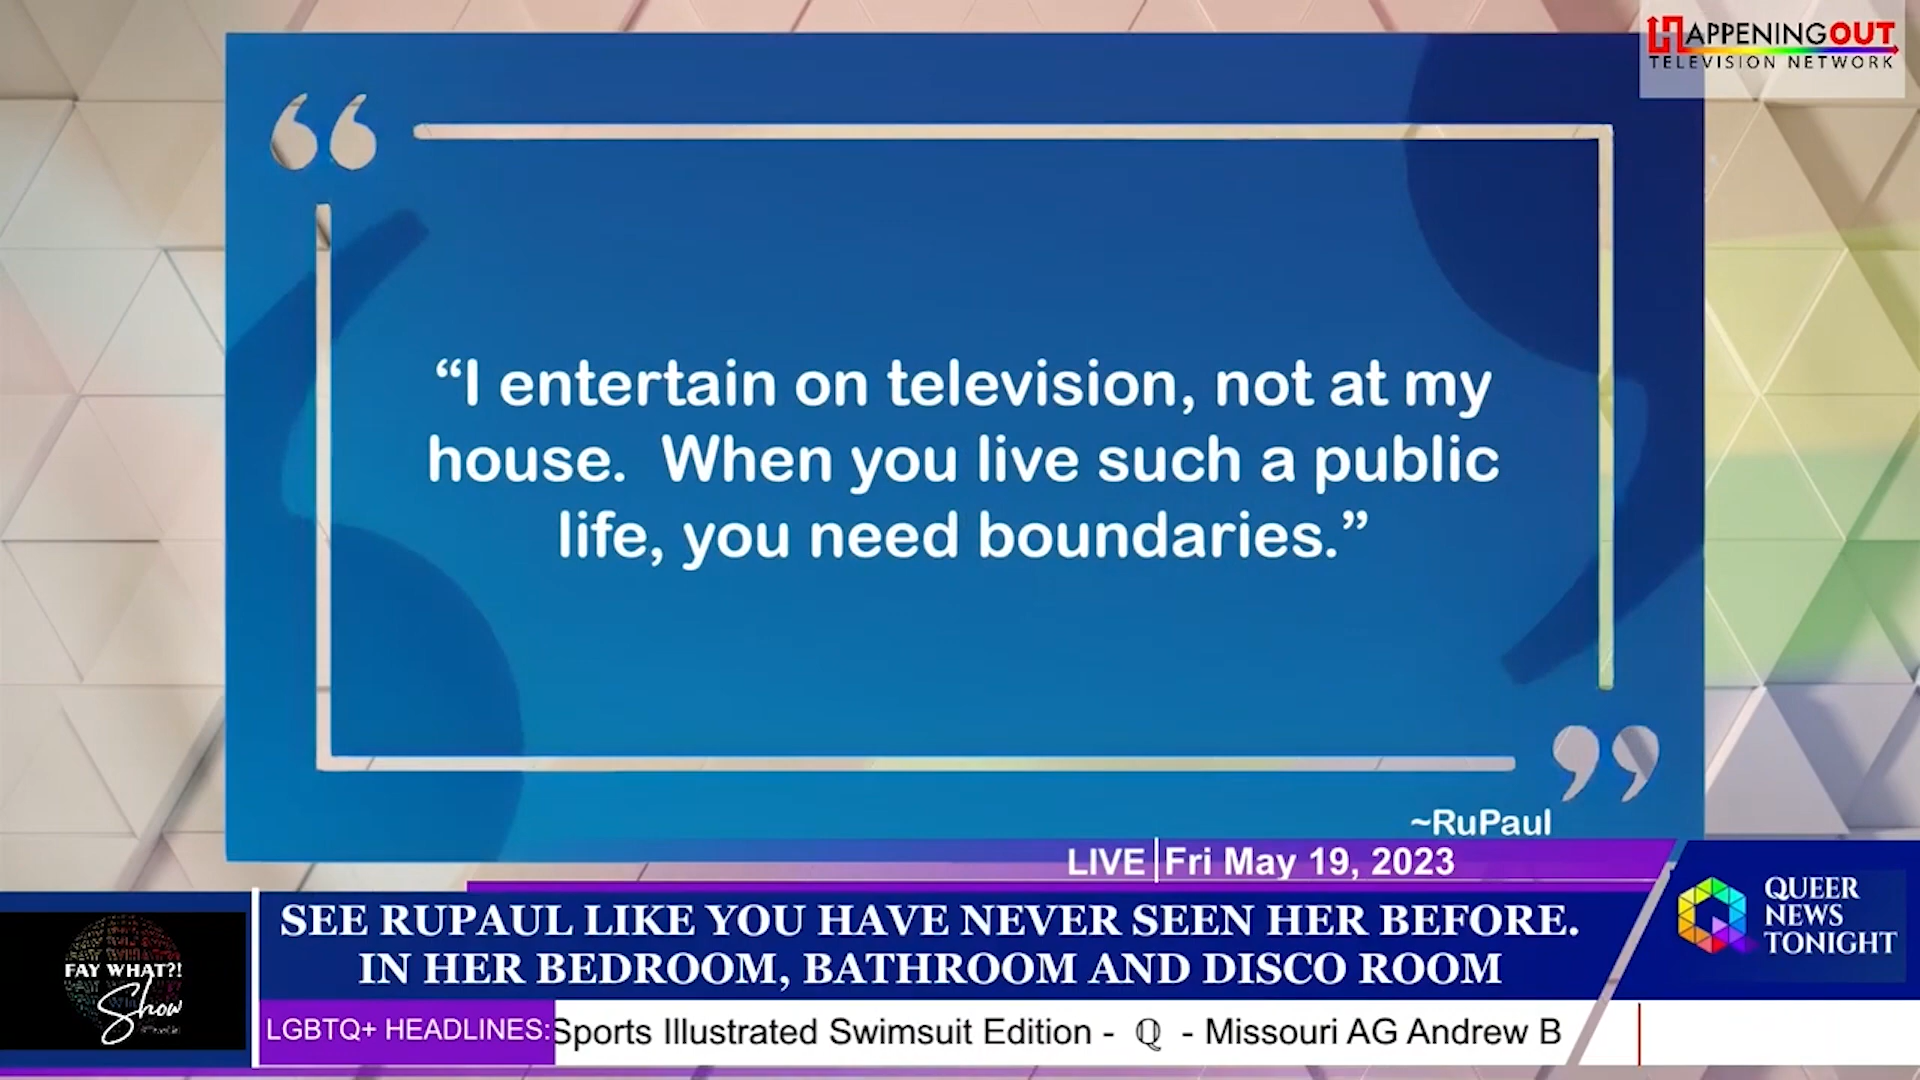 HAPPENINGOUT
TELEVISION NETWORK
“I entertain on television, not at my
house.  When you live such a public
life, you need boundaries.”
~RuPaul
LIVE Fri May 19, 2023
SEE RUPAUL LIKE YOU HAVE NEVER SEEN HER BEFORE.
IN HER BEDROOM, BATHROOM AND DISCO ROOM
QUEER
NEWS
TONIGHT
FAY WHAT?!
Show
LGBTQ+ HEADLINES: Sports Illustrated Swimsuit Edition - ℚ - Missouri AG Andrew B